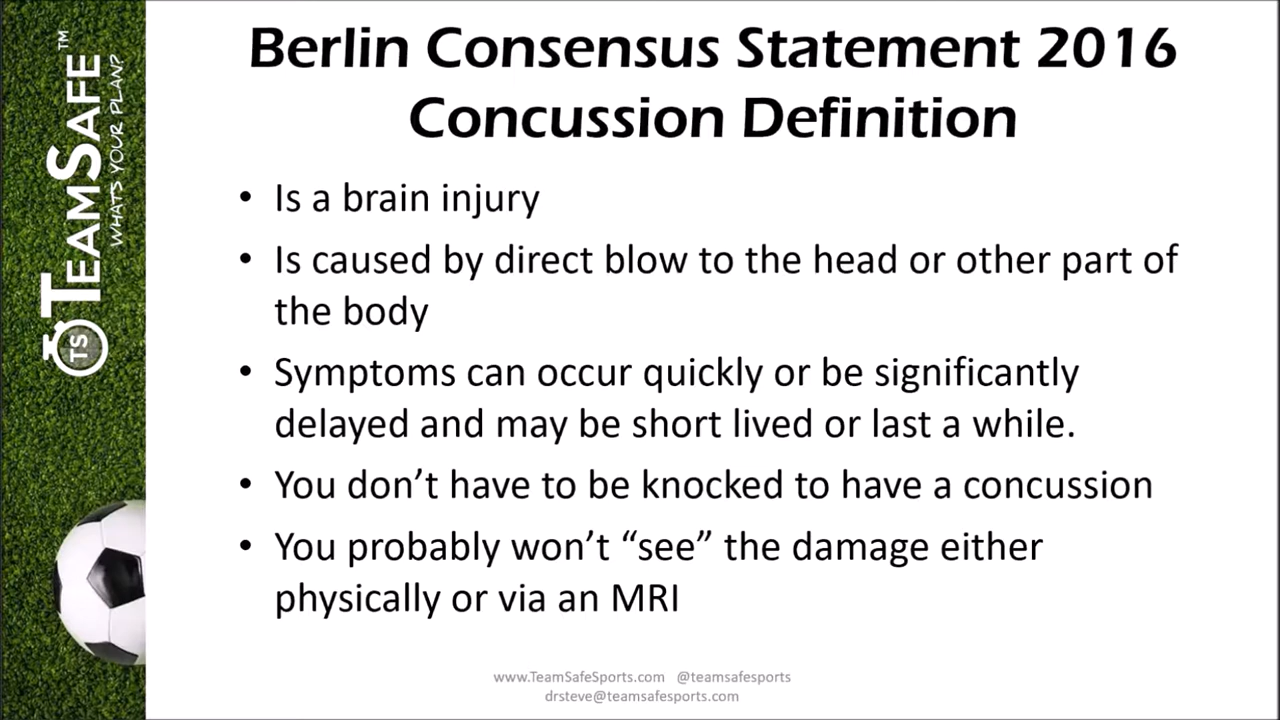 TEAMSAFE™
WHATS YOUR PLAN?
TS
Berlin Consensus Statement 2016
Concussion Definition
• Is a brain injury
• Is caused by direct blow to the head or other part of
the body
• Symptoms can occur quickly or be significantly
delayed and may be short lived or last a while.
• You don’t have to be knocked to have a concussion
• You probably won’t “see” the damage either
physically or via an MRI
www.TeamSafeSports.com @teamsafesports
drsteve@teamsafesports.com